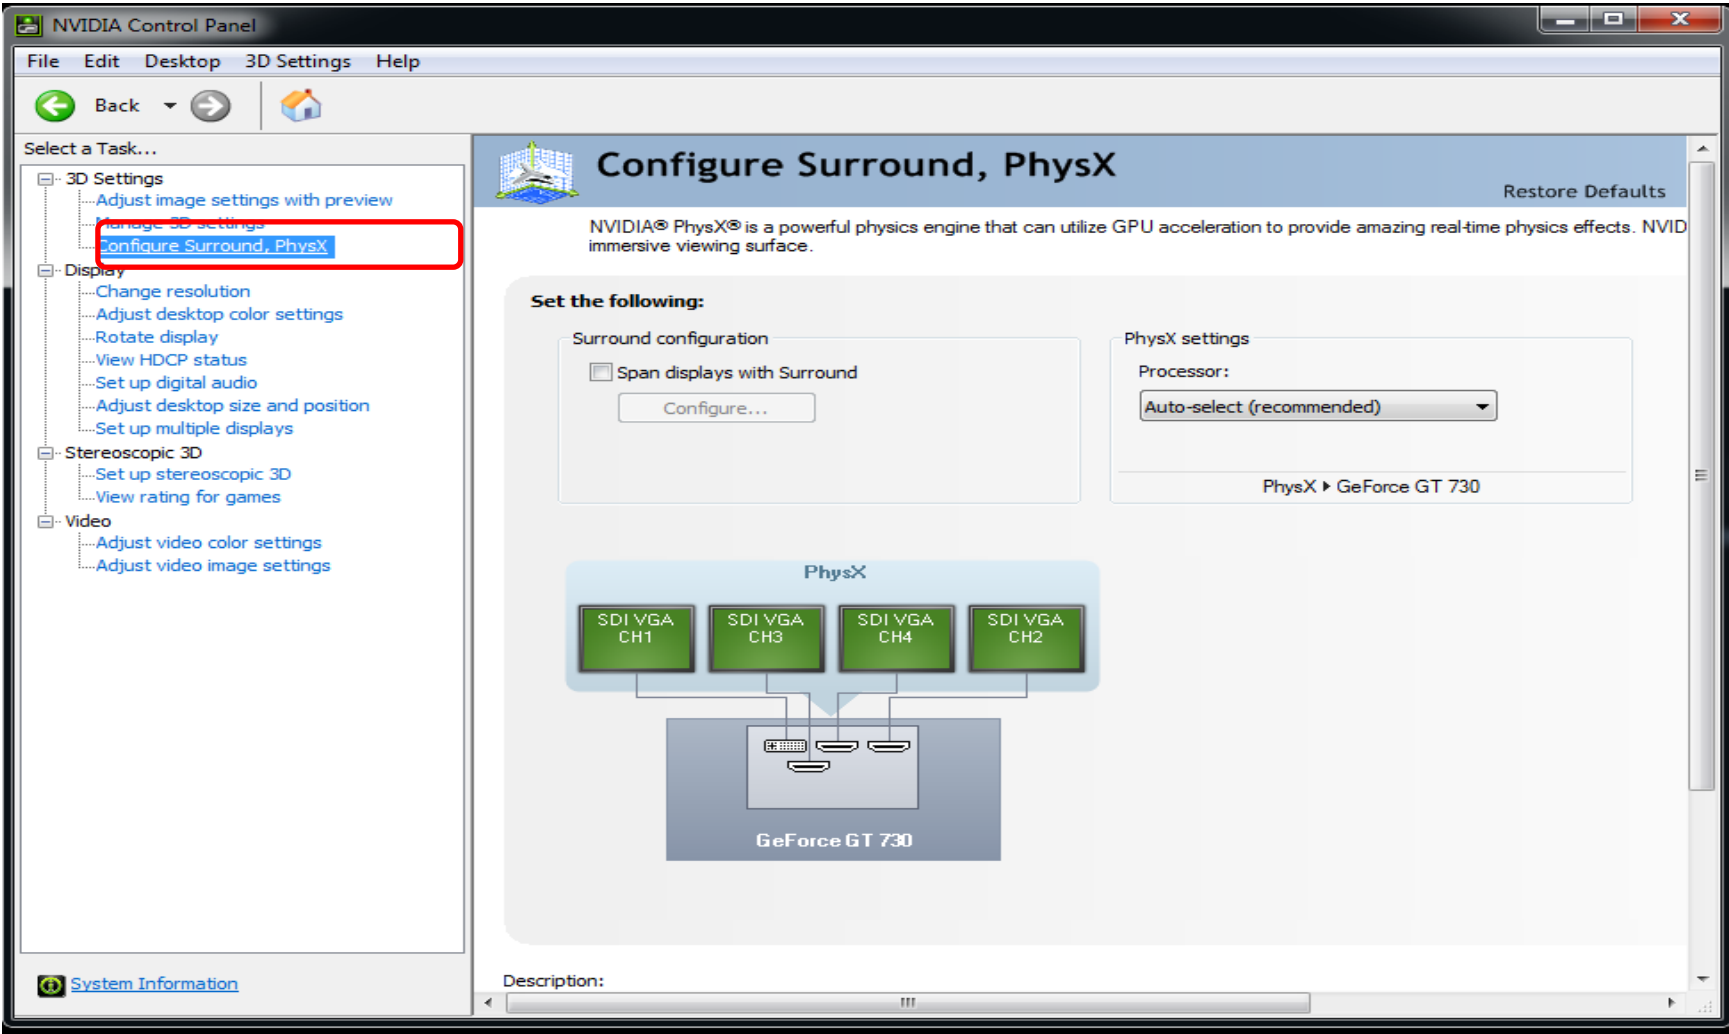 NVIDIA Control Panel
File Edit Desktop 3D Settings Help
Back
Select a Task...
3D Settings
Adjust image settings with preview
Manage 3D settings
Configure Surround, PhysX
Display
Change resolution
Adjust desktop color settings
Rotate display
View HDCP status
Set up digital audio
Adjust desktop size and position
Set up multiple displays
Stereoscopic 3D
Set up stereoscopic 3D
View rating for games
Video
Adjust video color settings
Adjust video image settings
System Information
Configure Surround, PhysX
Restore Defaults
NVIDIA® PhysX® is a powerful physics engine that can utilize GPU acceleration to provide amazing real-time physics effects. NVID
immersive viewing surface.
Set the following:
Surround configuration
Span displays with Surround
Configure...
PhysX settings
Processor:
Auto-select (recommended)
PhysX ▸ GeForce GT 730
PhysX
SDI VGA
CH1
SDI VGA
CH3
SDI VGA
CH4
SDI VGA
CH2
GeForce GT 730
Description: